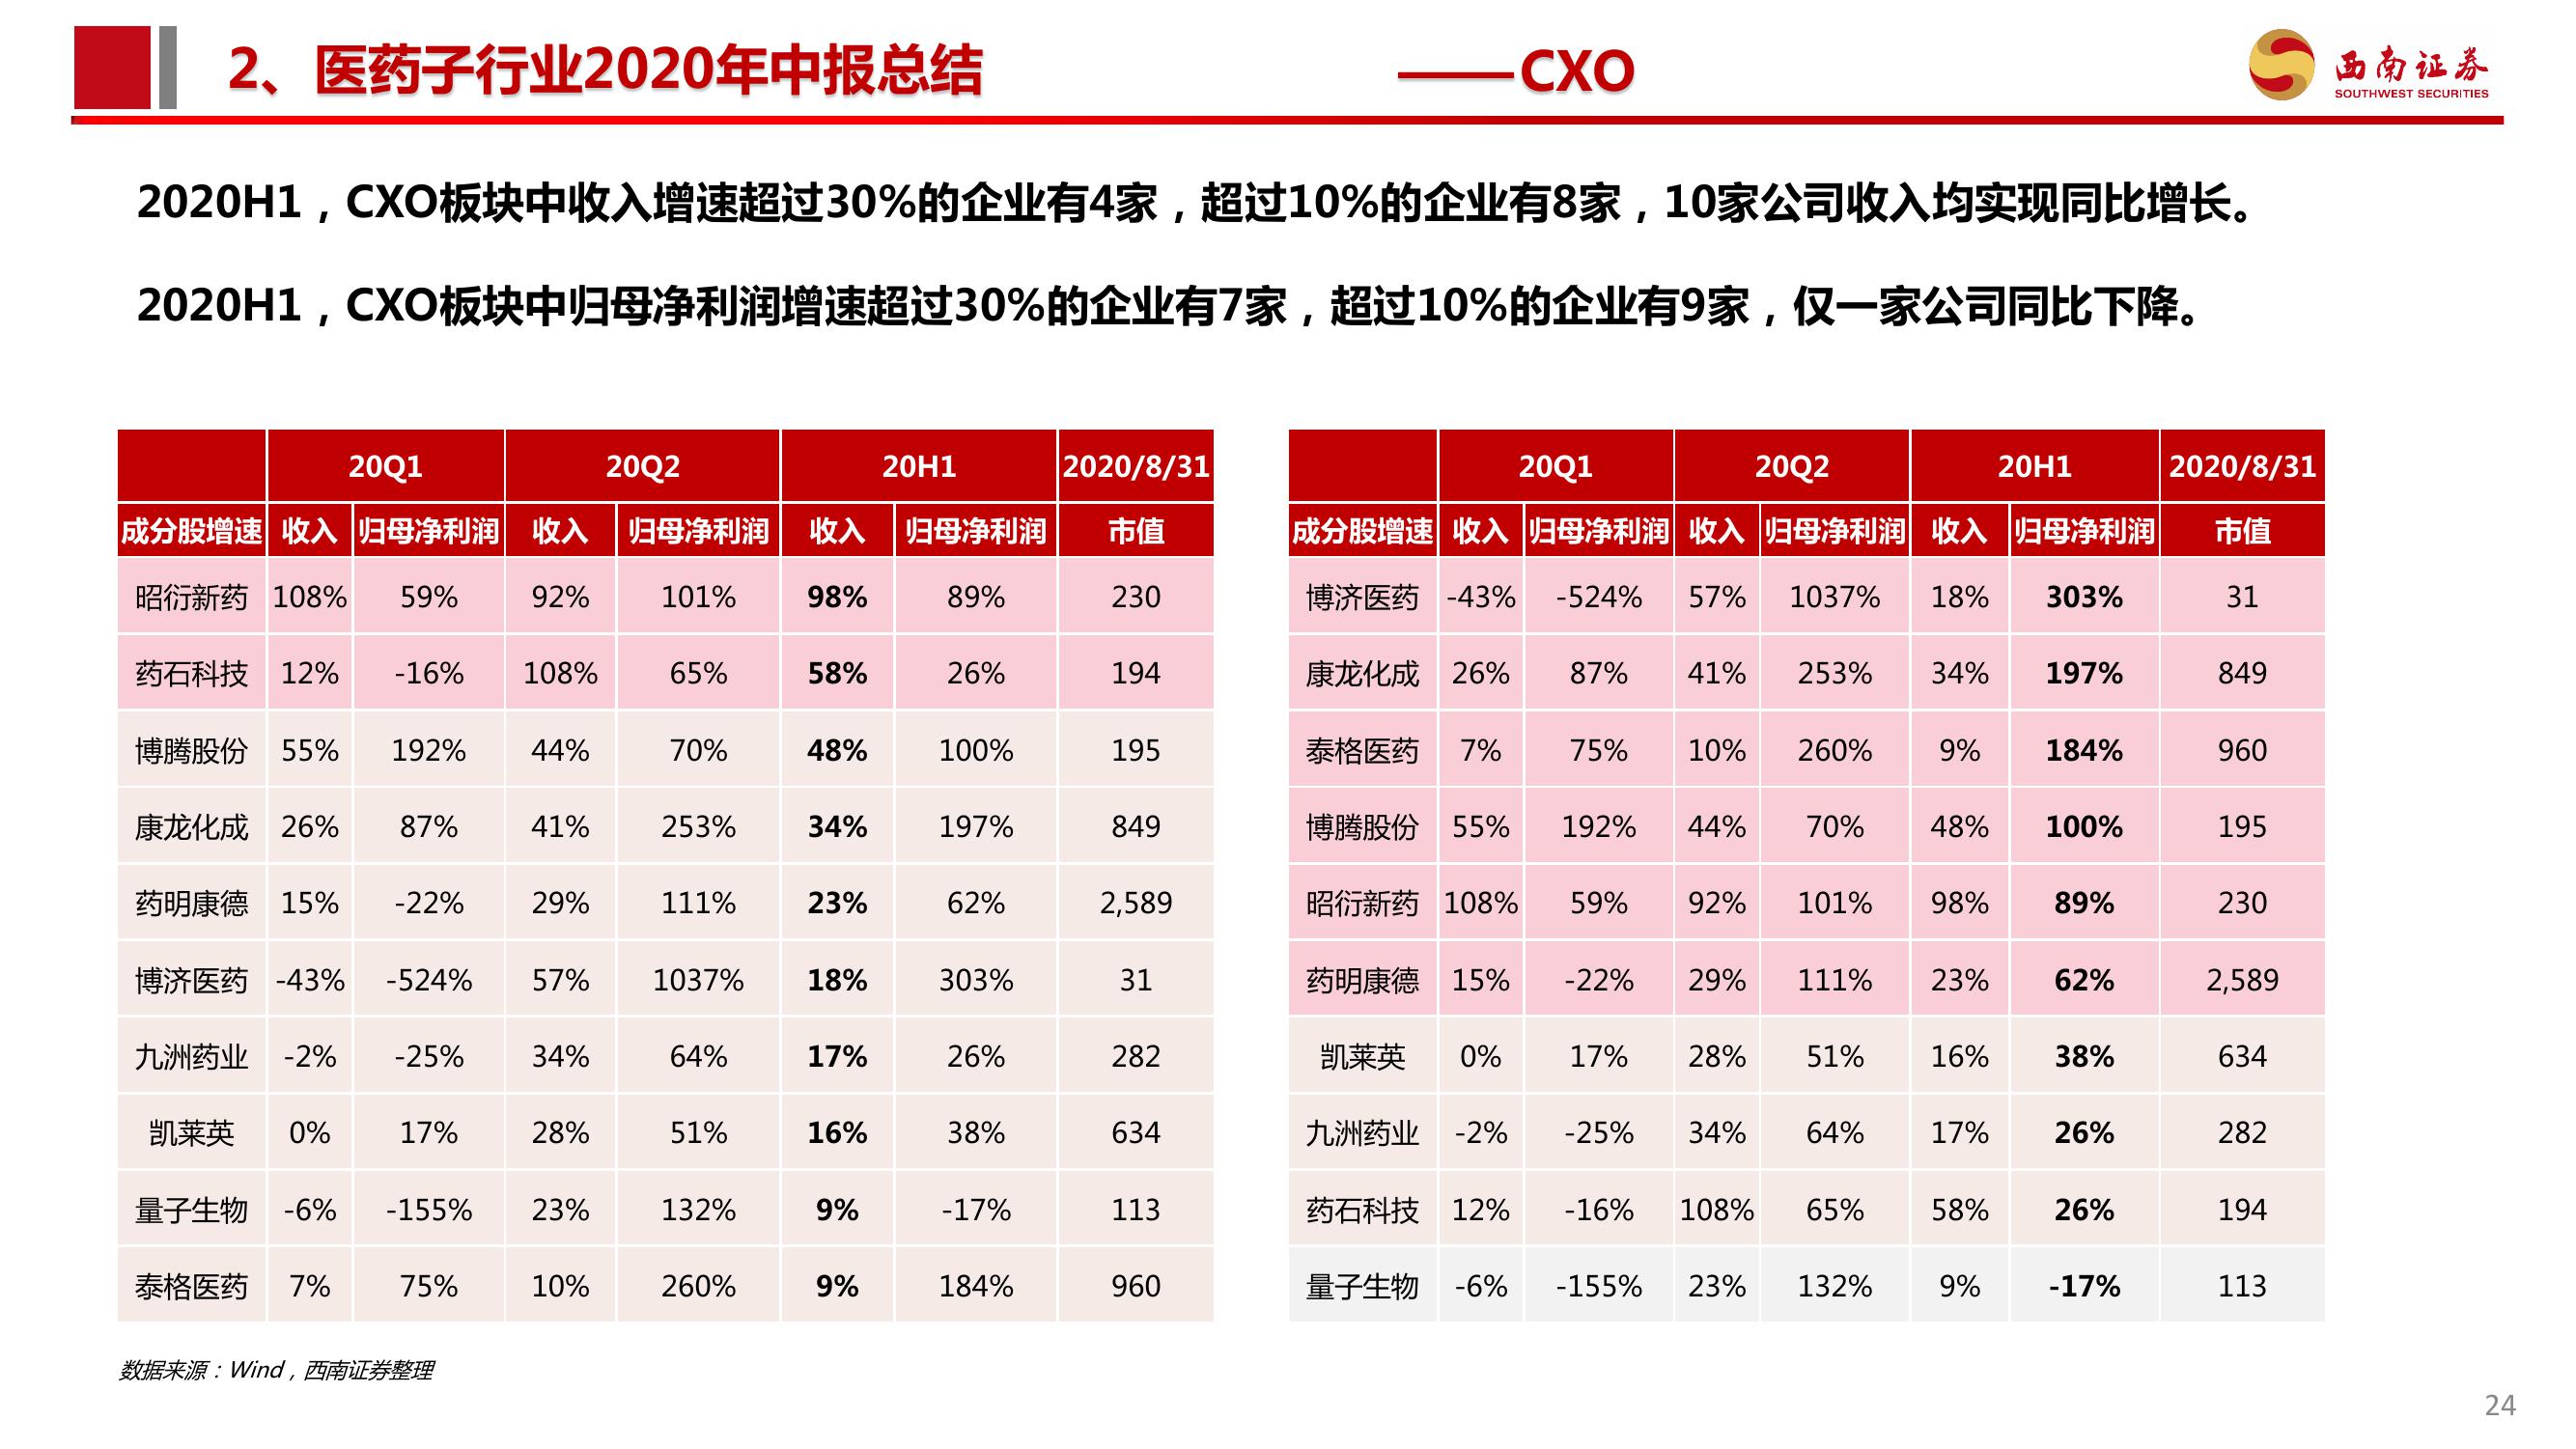 2、医药子行业2020年中报总结
——CXO
西南证券
SOUTHWEST SECURITIES
2020H1，CXO板块中收入增速超过30%的企业有4家，超过10%的企业有8家，10家公司收入均实现同比增长。
2020H1，CXO板块中归母净利润增速超过30%的企业有7家，超过10%的企业有9家，仅一家公司同比下降。
20Q1 20Q2 20H1 2020/8/31
成分股增速 收入 归母净利润 收入 归母净利润 收入 归母净利润 市值
昭衍新药 108% 59% 92% 101% 98% 89% 230
药石科技 12% -16% 108% 65% 58% 26% 194
博腾股份 55% 192% 44% 70% 48% 100% 195
康龙化成 26% 87% 41% 253% 34% 197% 849
药明康德 15% -22% 29% 111% 23% 62% 2,589
博济医药 -43% -524% 57% 1037% 18% 303% 31
九洲药业 -2% -25% 34% 64% 17% 26% 282
凯莱英 0% 17% 28% 51% 16% 38% 634
量子生物 -6% -155% 23% 132% 9% -17% 113
泰格医药 7% 75% 10% 260% 9% 184% 960
20Q1 20Q2 20H1 2020/8/31
成分股增速 收入 归母净利润 收入 归母净利润 收入 归母净利润 市值
博济医药 -43% -524% 57% 1037% 18% 303% 31
康龙化成 26% 87% 41% 253% 34% 197% 849
泰格医药 7% 75% 10% 260% 9% 184% 960
博腾股份 55% 192% 44% 70% 48% 100% 195
昭衍新药 108% 59% 92% 101% 98% 89% 230
药明康德 15% -22% 29% 111% 23% 62% 2,589
凯莱英 0% 17% 28% 51% 16% 38% 634
九洲药业 -2% -25% 34% 64% 17% 26% 282
药石科技 12% -16% 108% 65% 58% 26% 194
量子生物 -6% -155% 23% 132% 9% -17% 113
数据来源：Wind，西南证券整理
24